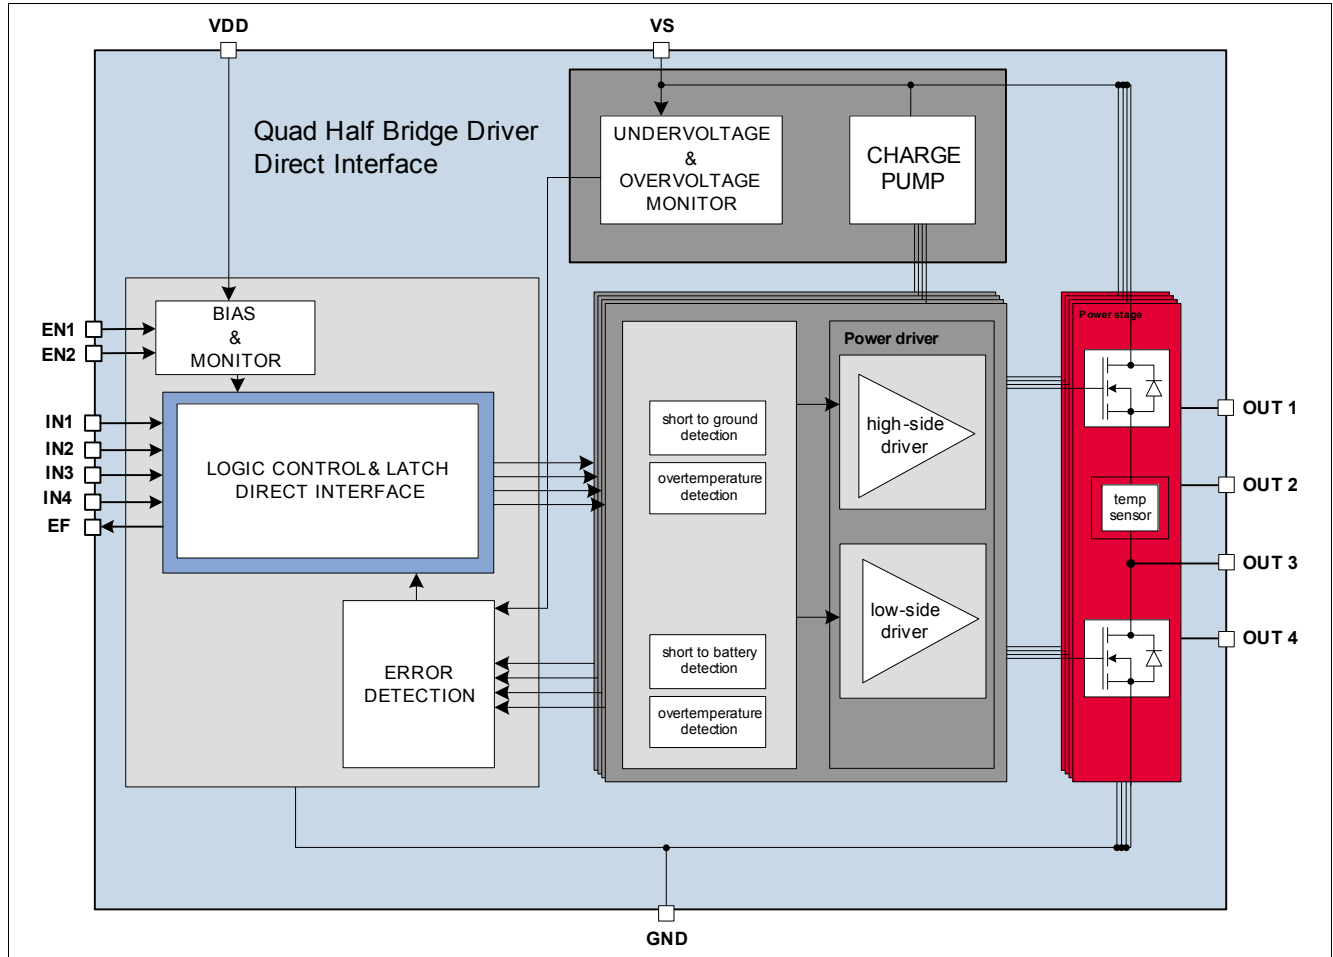 VDD
VS
Quad Half Bridge Driver
Direct Interface
UNDERVOLTAGE
&
OVERVOLTAGE
MONITOR
CHARGE
PUMP
BIAS
&
MONITOR
EN1
EN2
IN1
IN2
IN3
IN4
EF
LOGIC CONTROL & LATCH
DIRECT INTERFACE
ERROR
DETECTION
short to ground
detection
overtemperature
detection
short to battery
detection
overtemperature
detection
Power driver
high-side
driver
low-side
driver
Power stage
temp
sensor
OUT 1
OUT 2
OUT 3
OUT 4
GND